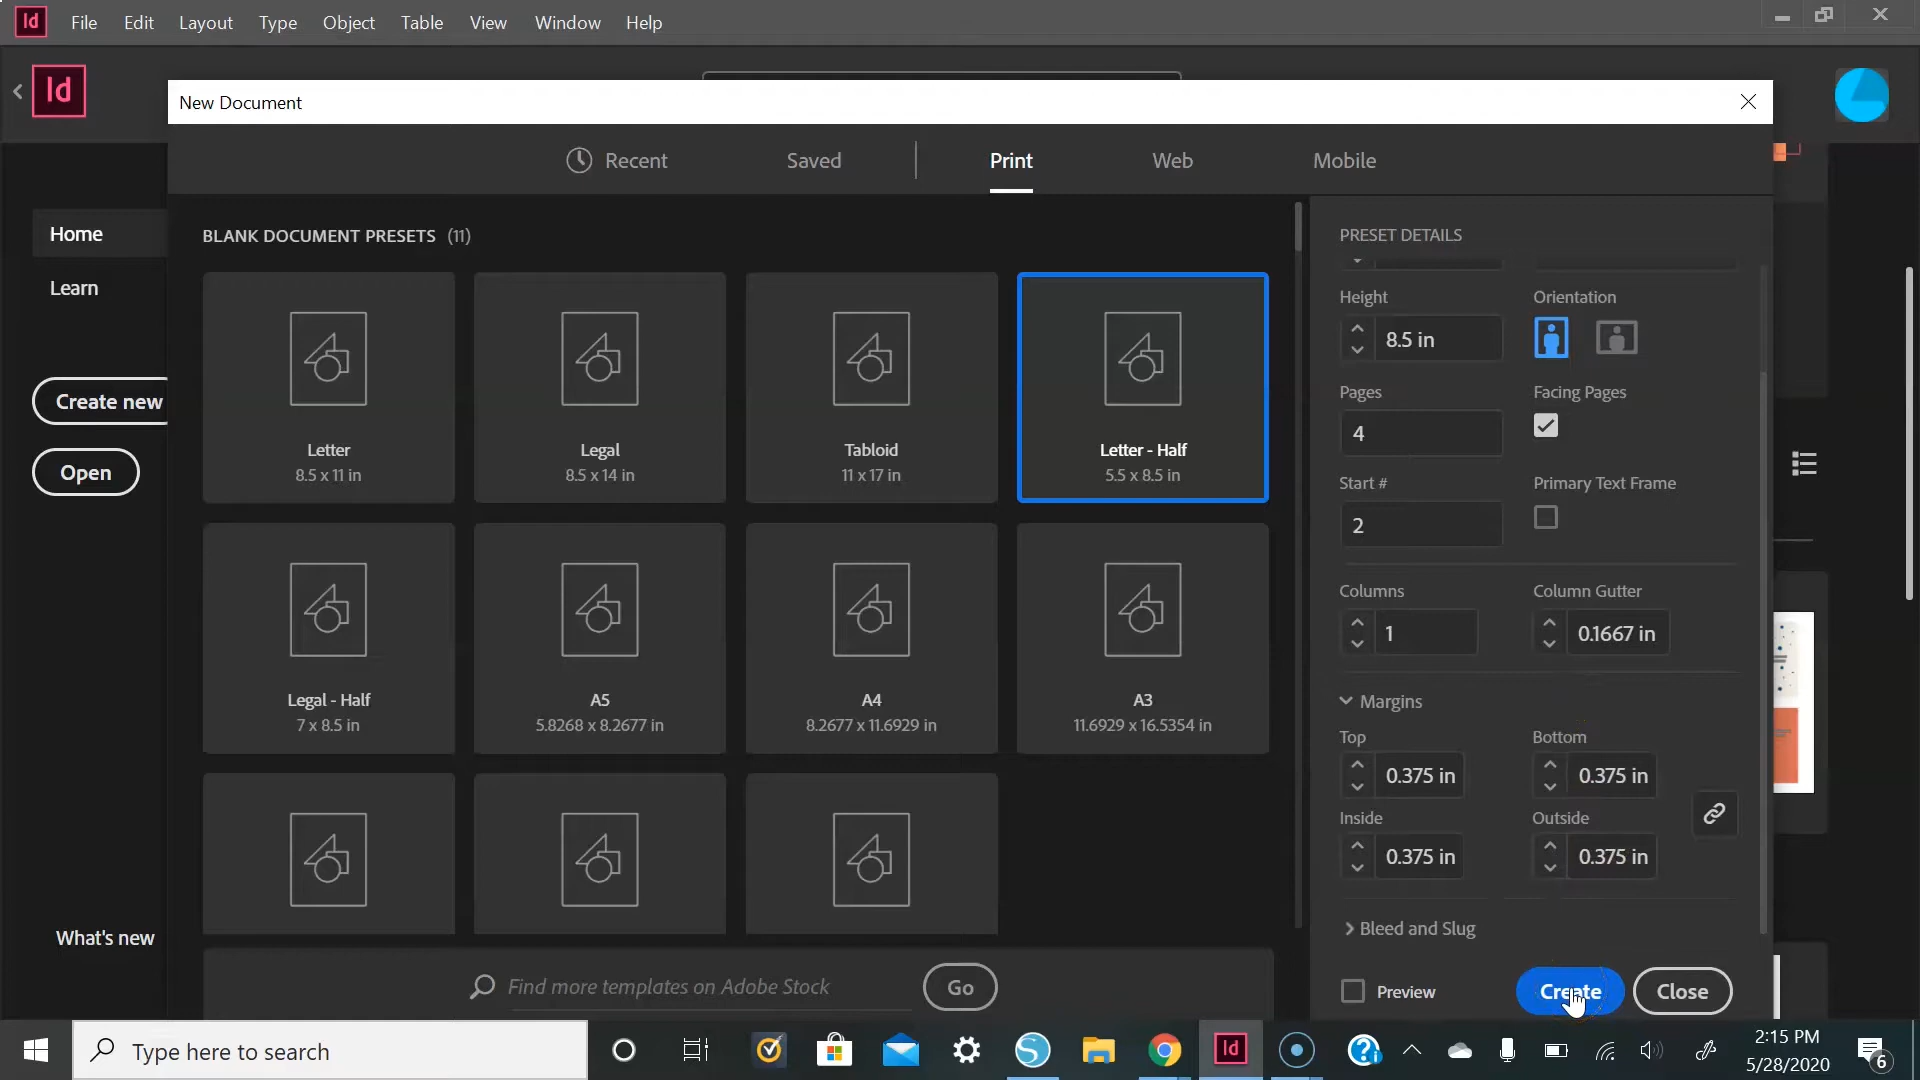 Id File Edit Layout Type Object Table View Window Help
Id
New Document
Recent Saved Print Web Mobile
Home
Learn
Create new
Open
What's new
BLANK DOCUMENT PRESETS (11)
Letter
8.5 x 11 in
Legal
8.5 x 14 in
Tabloid
11 x 17 in
Letter - Half
5.5 x 8.5 in
Legal - Half
7 x 8.5 in
A5
5.8268 x 8.2677 in
A4
8.2677 x 11.6929 in
A3
11.6929 x 16.5354 in
Find more templates on Adobe Stock Go
PRESET DETAILS
Height Orientation
8.5 in
Pages Facing Pages
4
Start # Primary Text Frame
2
Columns Column Gutter
1 0.1667 in
Margins
Top Bottom
0.375 in 0.375 in
Inside Outside
0.375 in 0.375 in
Bleed and Slug
Preview Create Close
Type here to search
Id
2:15 PM
5/28/2020
6